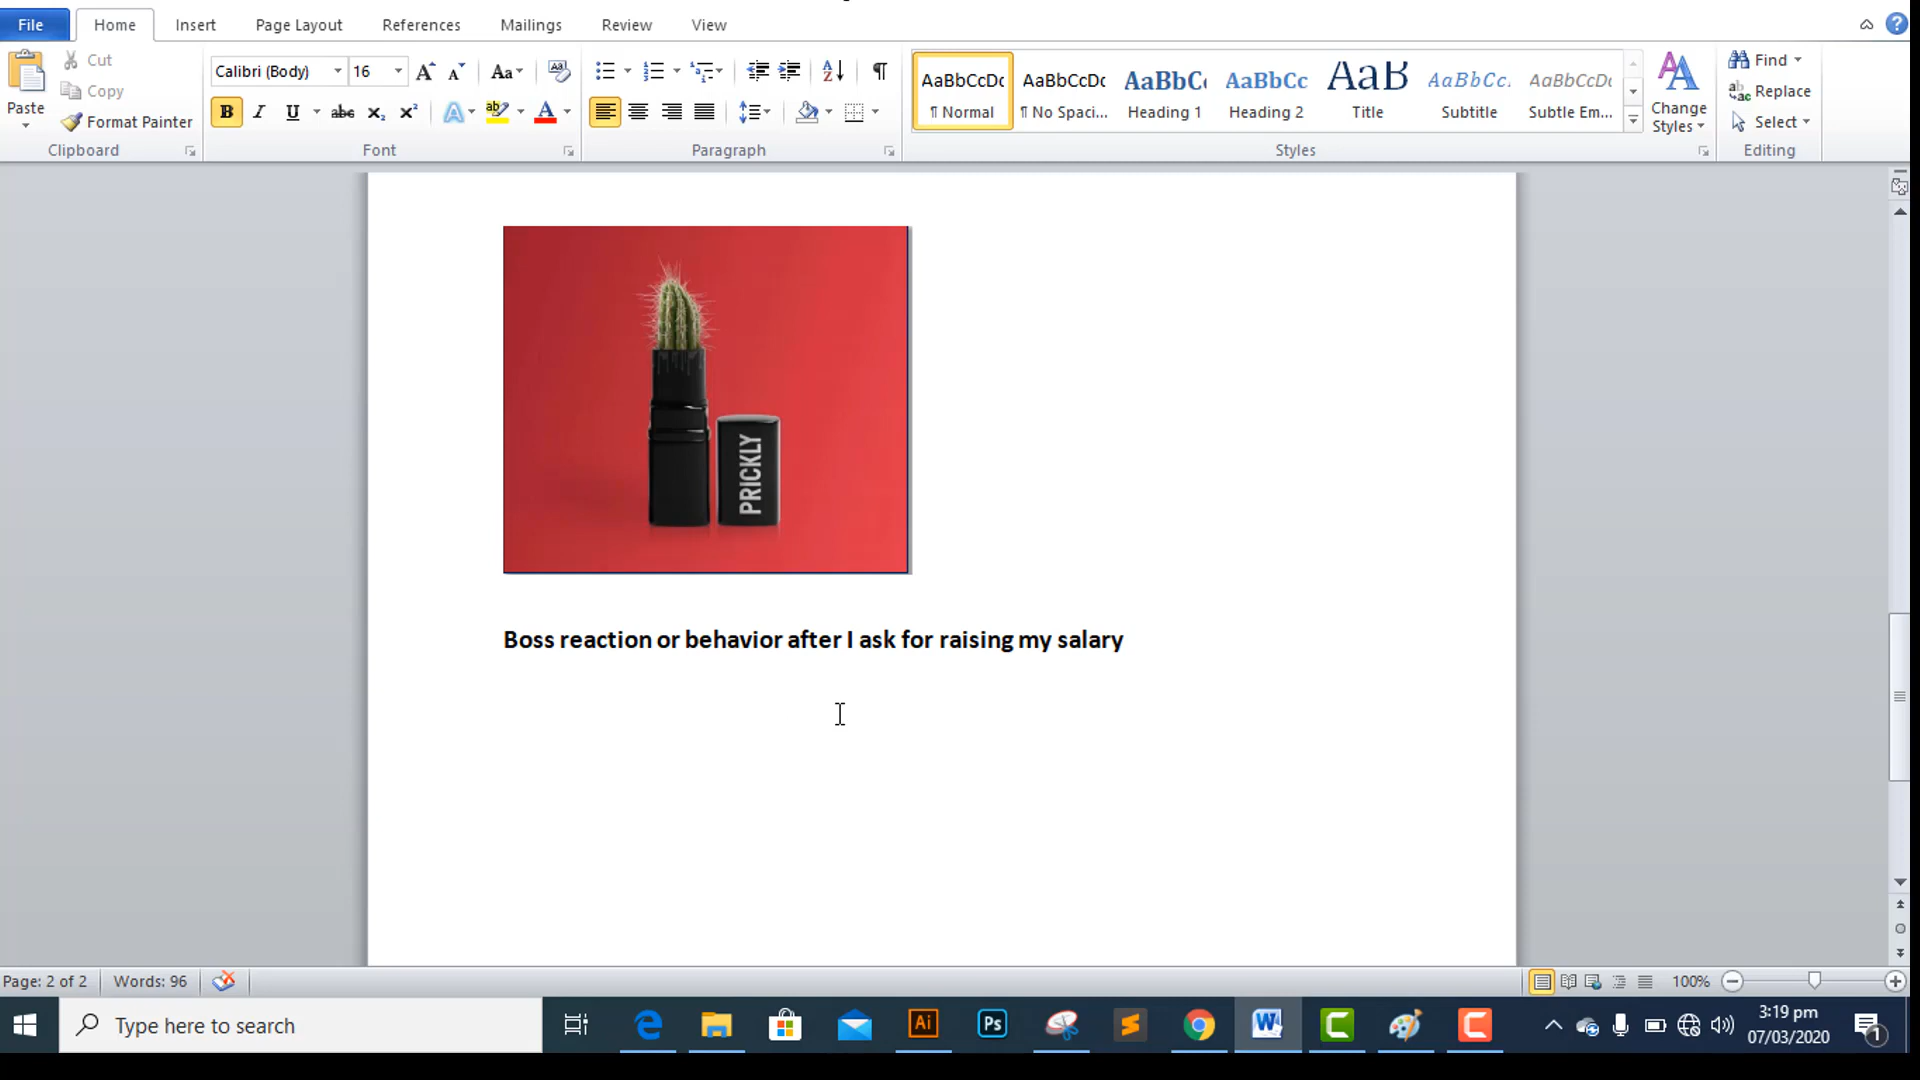 File Home Insert Page Layout References Mailings Review View
Cut
Copy
Format Painter
Paste
Clipboard
Calibri (Body) 16
Font
Paragraph
AaBbCcDc AaBbCcDc AaBbC AaBbCc AaB AaBbCc. AaBbCcDc
¶ Normal ¶ No Spaci... Heading 1 Heading 2 Title Subtitle Subtle Em...
Styles
Change Styles
Find
Replace
Select
Editing
PRICKLY
Boss reaction or behavior after I ask for raising my salary
Page: 2 of 2 Words: 96 100%
Type here to search
Ai Ps
3:19 pm
07/03/2020
1